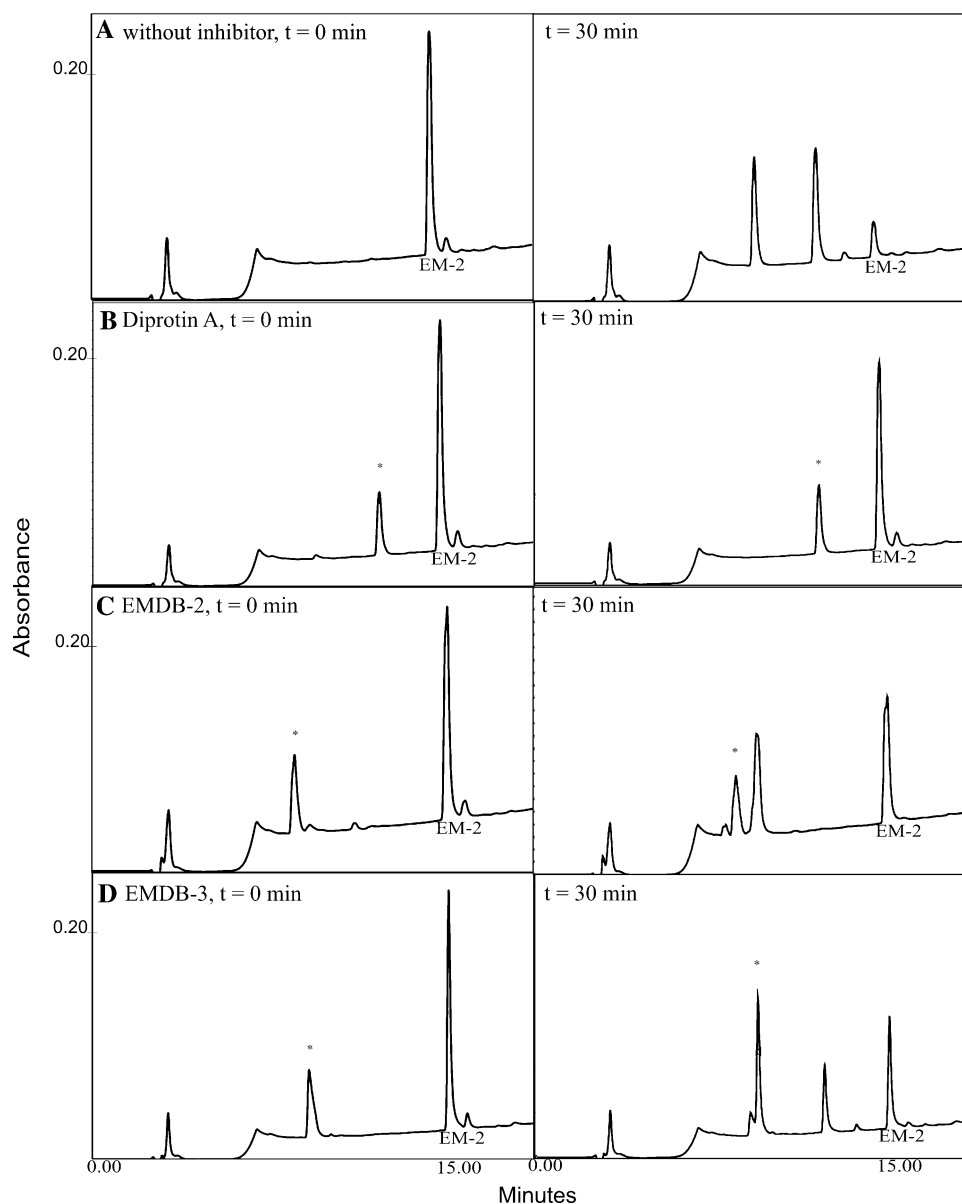 A without inhibitor, t = 0 min
t = 30 min
0.20
EM-2
EM-2
B Diprotin A, t = 0 min
t = 30 min
0.20
*
*
EM-2
EM-2
C EMDB-2, t = 0 min
t = 30 min
0.20
*
*
EM-2
EM-2
D EMDB-3, t = 0 min
t = 30 min
0.20
*
*
EM-2
EM-2
0.00
15.00
0.00
15.00
Absorbance
Minutes